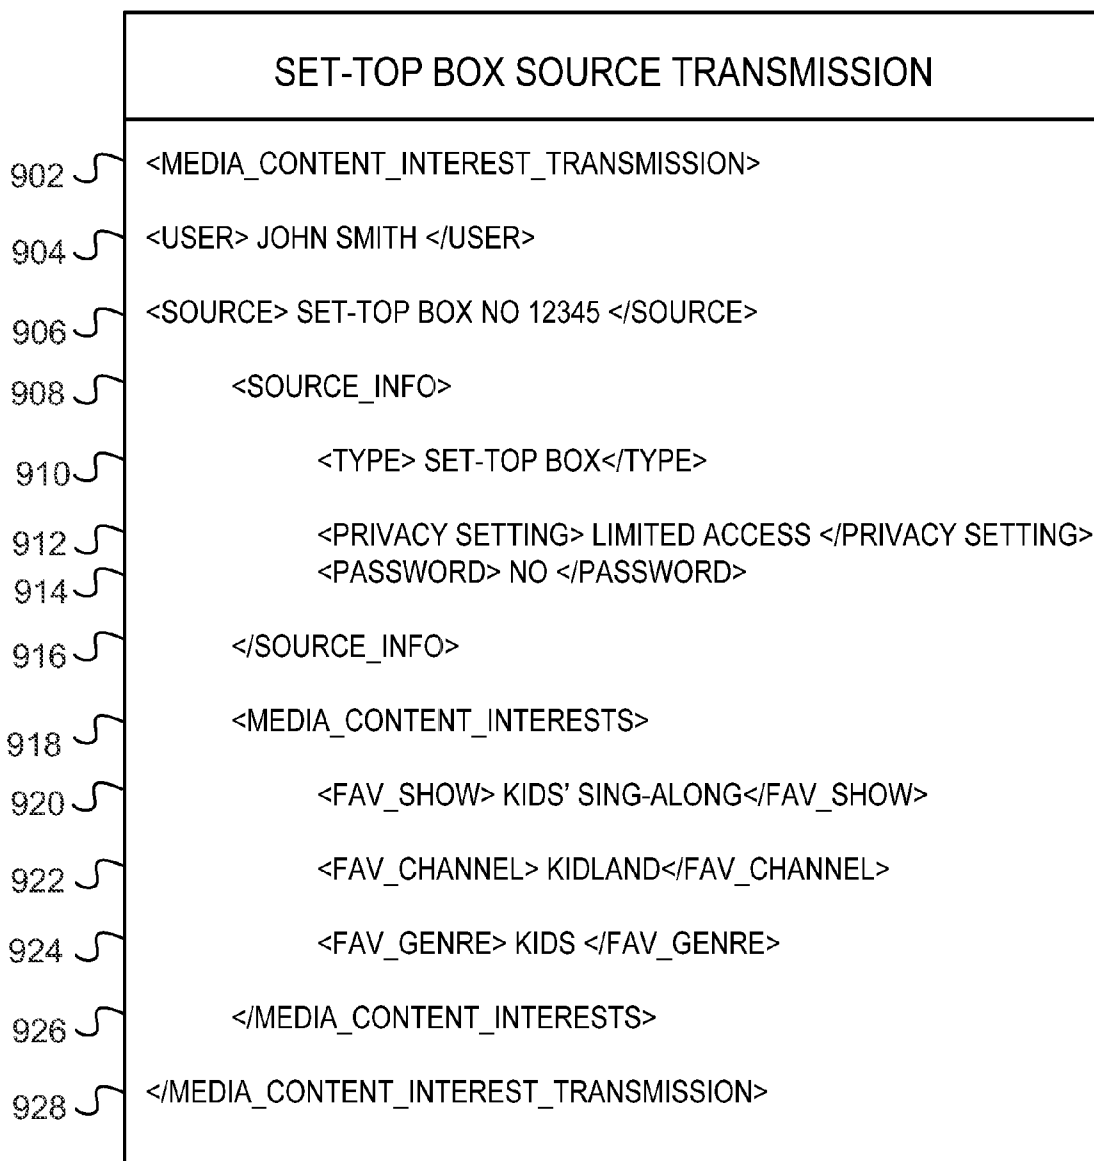 SET-TOP BOX SOURCE TRANSMISSION
902 <MEDIA_CONTENT_INTEREST_TRANSMISSION>
904 <USER> JOHN SMITH </USER>
906 <SOURCE> SET-TOP BOX NO 12345 </SOURCE>
908 <SOURCE_INFO>
910 <TYPE> SET-TOP BOX</TYPE>
912 <PRIVACY SETTING> LIMITED ACCESS </PRIVACY SETTING>
914 <PASSWORD> NO </PASSWORD>
916 </SOURCE_INFO>
918 <MEDIA_CONTENT_INTERESTS>
920 <FAV_SHOW> KIDS’ SING-ALONG</FAV_SHOW>
922 <FAV_CHANNEL> KIDLAND</FAV_CHANNEL>
924 <FAV_GENRE> KIDS </FAV_GENRE>
926 </MEDIA_CONTENT_INTERESTS>
928 </MEDIA_CONTENT_INTEREST_TRANSMISSION>